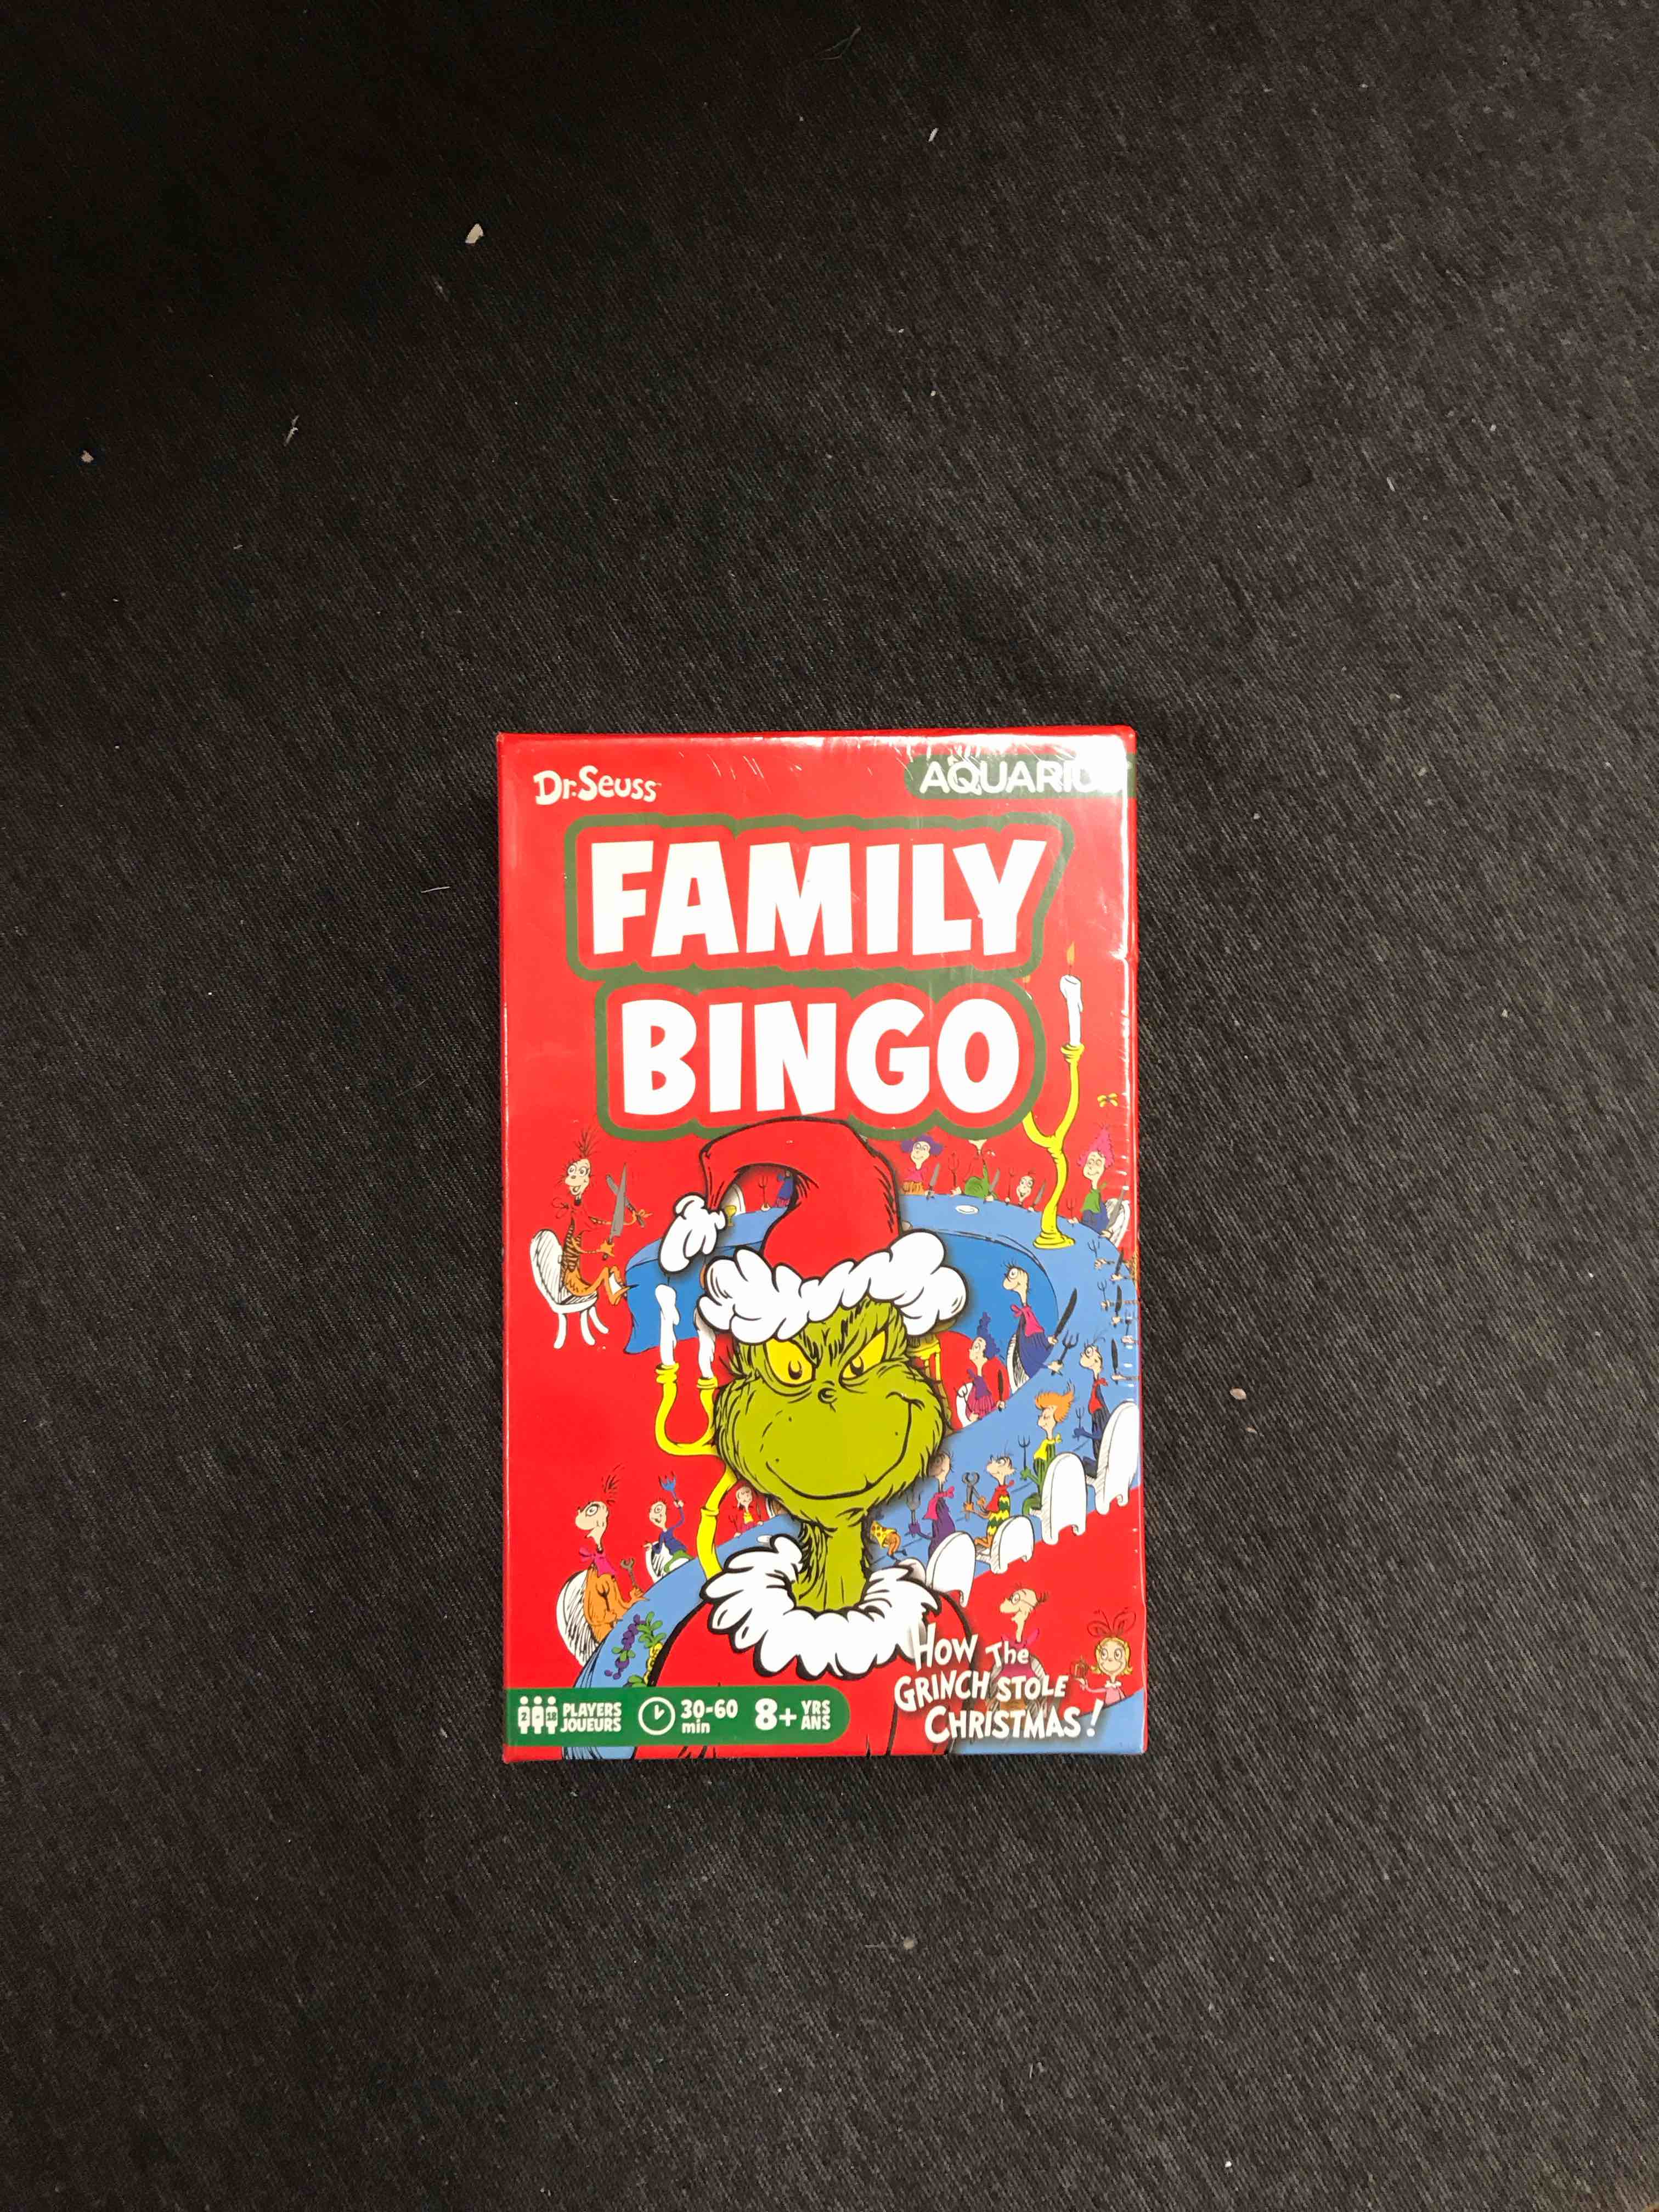 Dr. Seuss
FAMILY
BINGO
2 18 PLAYERS
JOUEURS
30-60
min
8+ YRS
ANS
HOW The
GRINCH STOLE
CHRISTMAS!